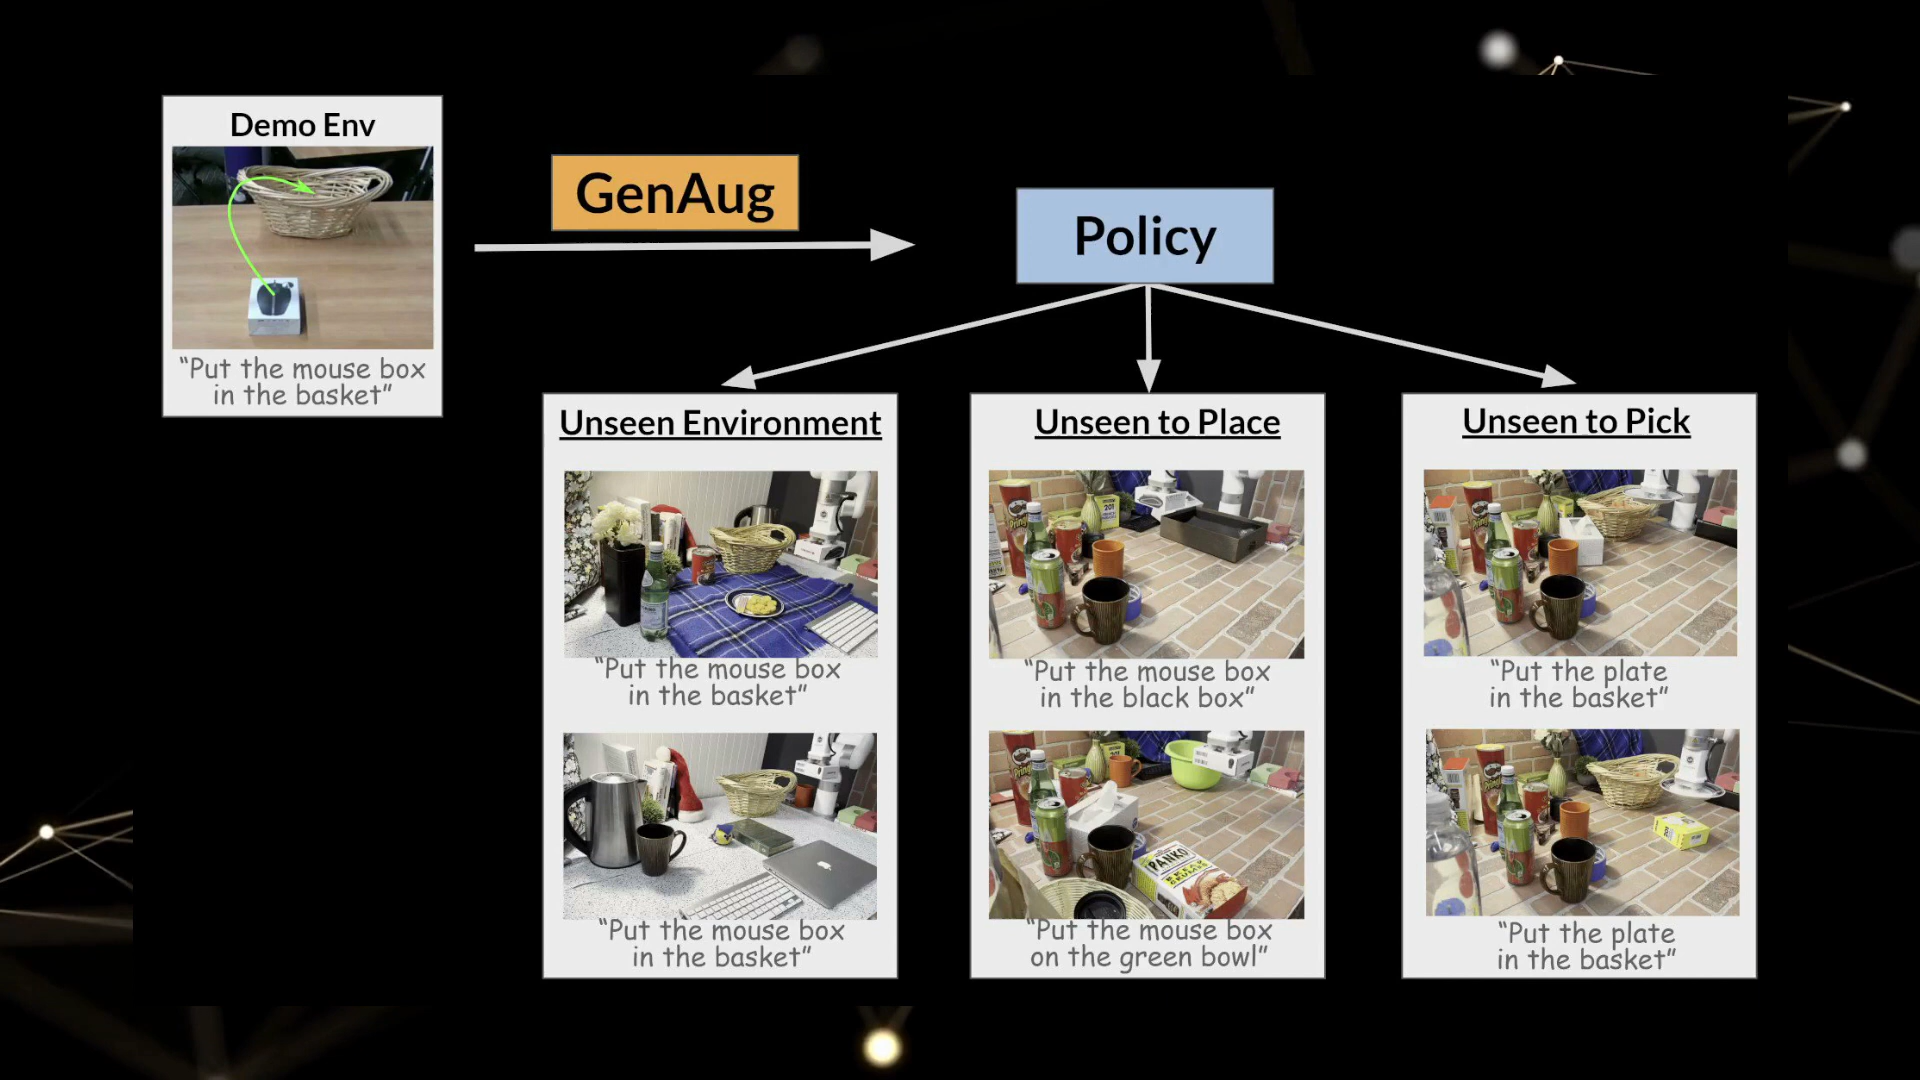 Demo Env
“Put the mouse box
in the basket”
GenAug
Policy
Unseen Environment
“Put the mouse box
in the basket”
“Put the mouse box
in the basket”
Unseen to Place
201
“Put the mouse box
in the black box”
PANKO
“Put the mouse box
on the green bowl”
Unseen to Pick
“Put the plate
in the basket”
“Put the plate
in the basket”